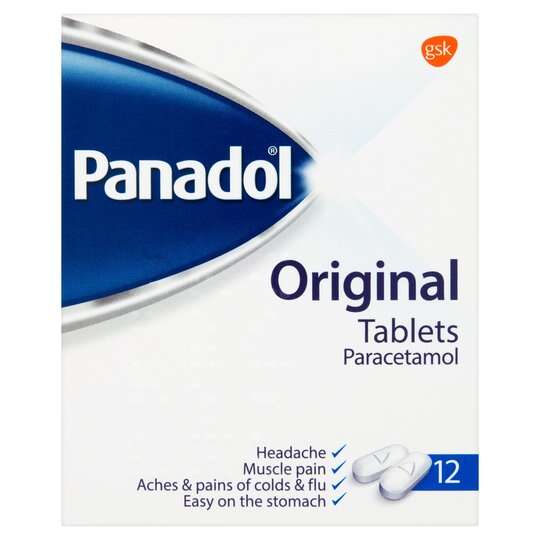 gsk
Panadol®
Original
Tablets
Paracetamol
Headache ✓
Muscle pain ✓
Aches & pains of colds & flu ✓
Easy on the stomach ✓
12